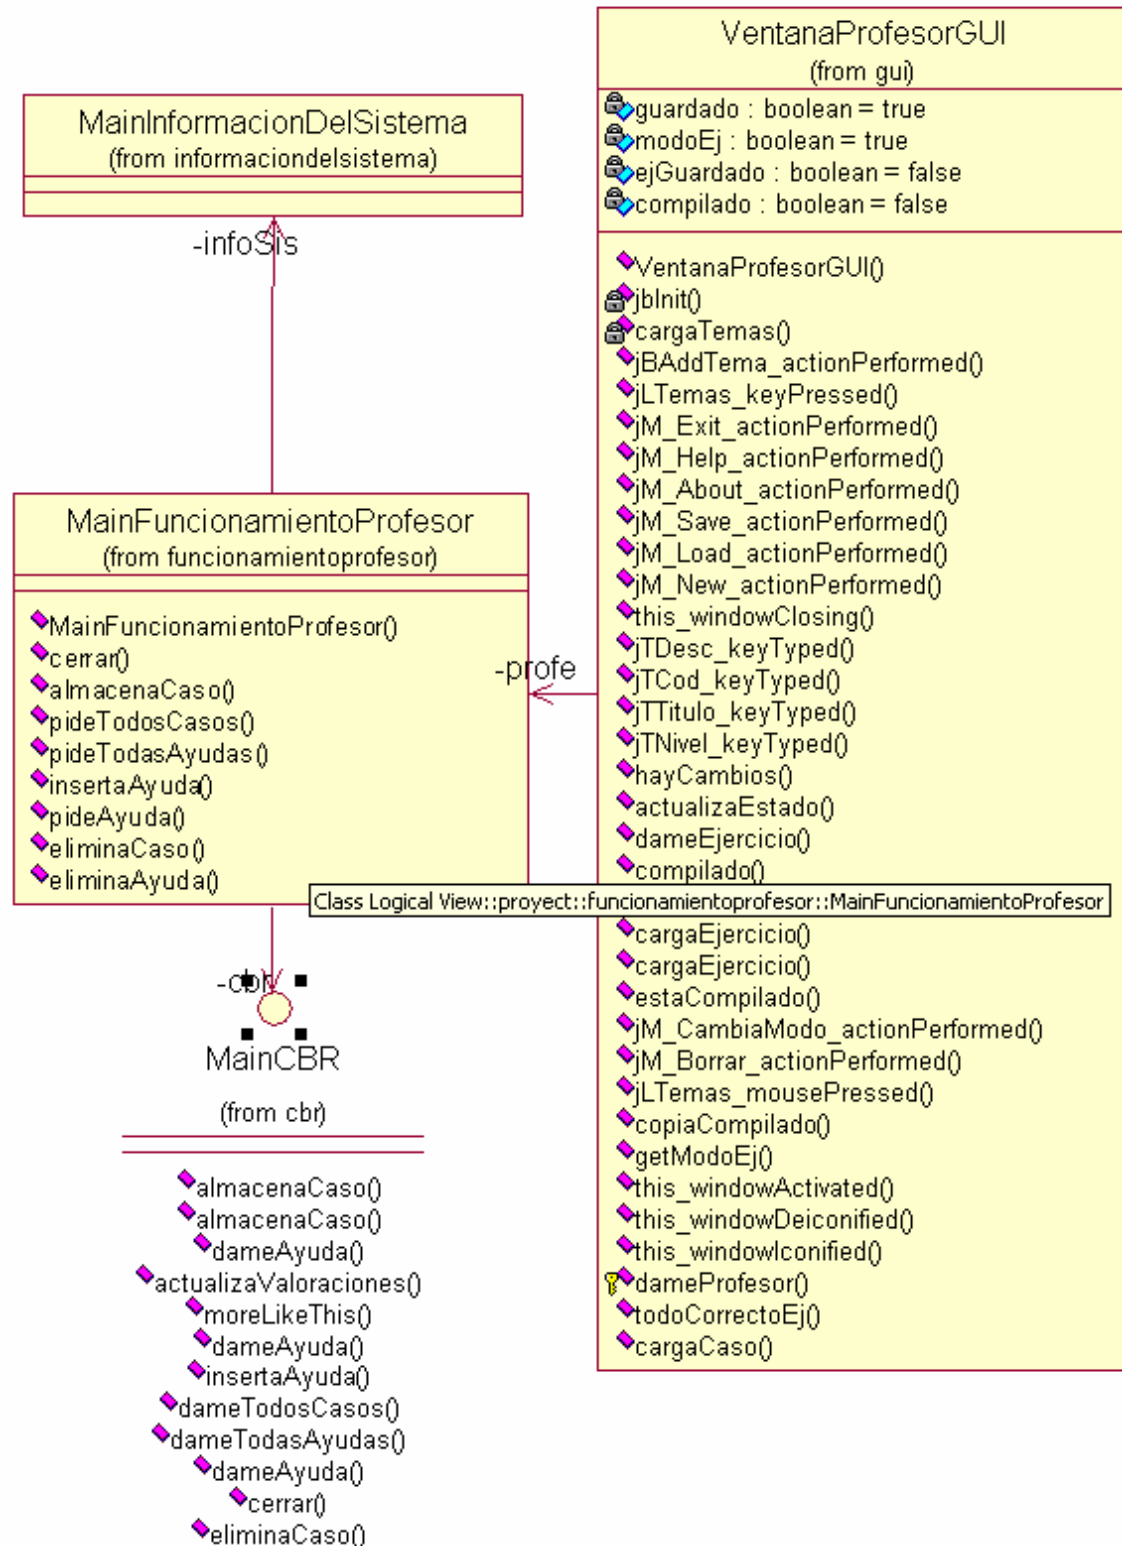 VentanaProfesorGUI
(from gui)
guardado : boolean = true
modoEj : boolean = true
ejGuardado : boolean = false
compilado : boolean = false
VentanaProfesorGUI()
jbInit()
cargaTemas()
jBAddTema_actionPerformed()
jLTemas_keyPressed()
jM_Exit_actionPerformed()
jM_Help_actionPerformed()
jM_About_actionPerformed()
jM_Save_actionPerformed()
jM_Load_actionPerformed()
jM_New_actionPerformed()
this_windowClosing()
jTDesc_keyTyped()
jTCod_keyTyped()
jTTitulo_keyTyped()
jTNivel_keyTyped()
hayCambios()
actualizaEstado()
dameEjercicio()
compilado()
cargaEjercicio()
cargaEjercicio()
estaCompilado()
jM_CambiaModo_actionPerformed()
jM_Borrar_actionPerformed()
jLTemas_mousePressed()
copiaCompilado()
getModoEj()
this_windowActivated()
this_windowDeiconified()
this_windowIconified()
dameProfesor()
todoCorrectoEj()
cargaCaso()
MainInformacionDelSistema
(from informaciondelsistema)
-infoSis
MainFuncionamientoProfesor
(from funcionamientoprofesor)
MainFuncionamientoProfesor()
cerrar()
almacenaCaso()
pideTodosCasos()
pideTodasAyudas()
insertaAyuda()
pideAyuda()
eliminaCaso()
eliminaAyuda()
-profe
Class Logical View::proyect::funcionamientoprofesor::MainFuncionamientoProfesor
-cbr
MainCBR
(from cbr)
almacenaCaso()
almacenaCaso()
dameAyuda()
actualizaValoraciones()
moreLikeThis()
dameAyuda()
insertaAyuda()
dameTodosCasos()
dameTodasAyudas()
dameAyuda()
cerrar()
eliminaCaso()